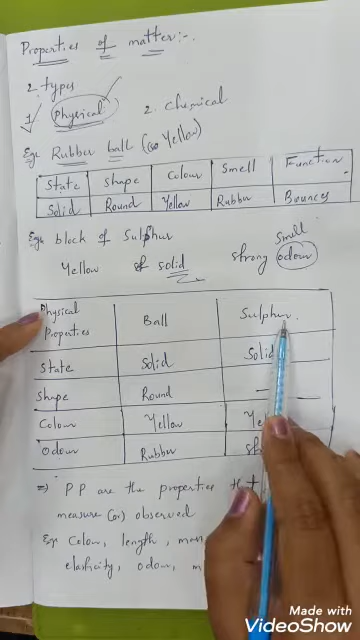 Properties of matter:-
2 types
1. Physical 2. chemical
Eg: Rubber ball (Yellow)
State Shape Colour Smell Function
Solid Round Yellow Rubber Bounces
Eg: block of Sulphur
Smell
Yellow solid strong odour
Physical Properties Ball Sulphur.
State Solid Solid
Shape Round —
Colour Yellow Ye
Odour Rubber
=> PP are the properties
measure (or) observed
Eg: Colour, length,
elasticity, odour, m
Made with
VideoShow